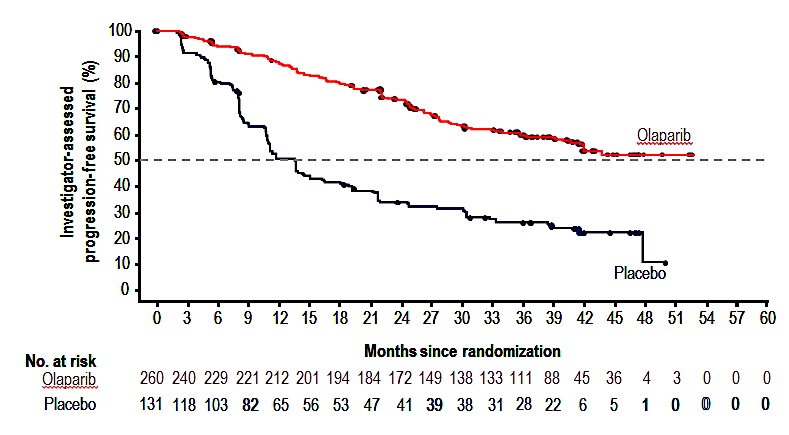 Investigator-assessed
progression-free survival (%)
100
90
80
70
60
50
40
30
20
10
0
Olaparib
Placebo
0 3 6 9 12 15 18 21 24 27 30 33 36 39 42 45 48 51 54 57 60
Months since randomization
No. at risk
Olaparib 260 240 229 221 212 201 194 184 172 149 138 133 111 88 45 36 4 3 0 0 0
Placebo 131 118 103 82 65 56 53 47 41 39 38 31 28 22 6 5 1 0 0 0 0